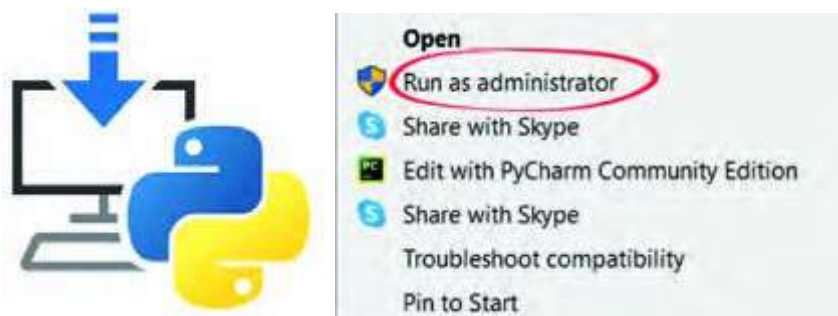 Open
Run as administrator
Share with Skype
Edit with PyCharm Community Edition
Share with Skype
Troubleshoot compatibility
Pin to Start